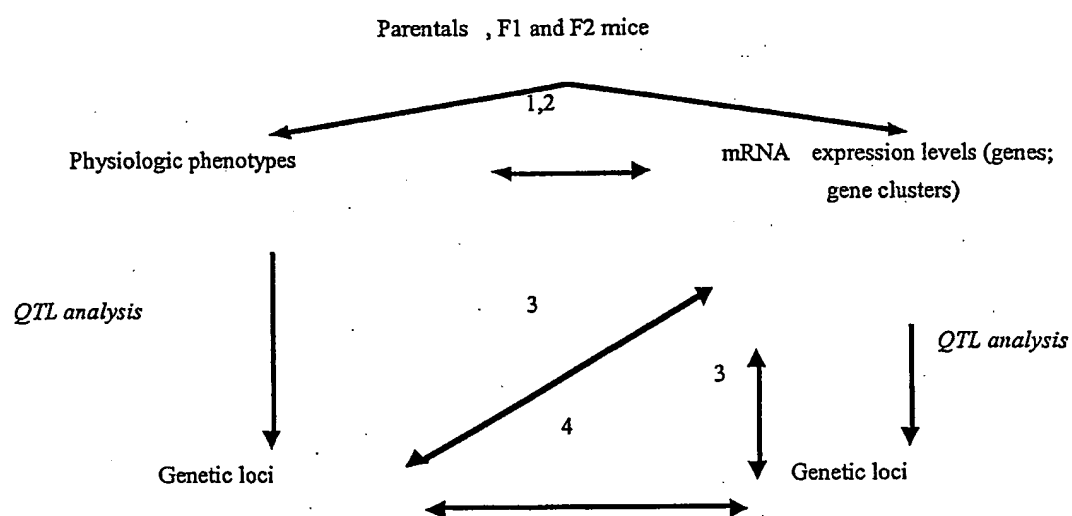 Parentals , F1 and F2 mice
1,2
Physiologic phenotypes
mRNA expression levels (genes;
gene clusters)
QTL analysis
3
QTL analysis
3
4
Genetic loci
Genetic loci